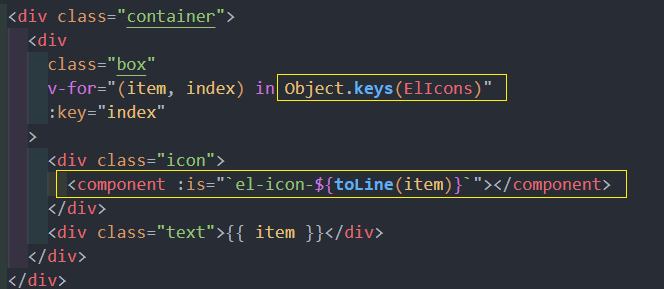 <div class="container">
<div
class="box"
v-for="(item, index) in Object.keys(ElIcons)"
:key="index"
>
<div class="icon">
<component :is="`el-icon-${toLine(item)}`"></component>
</div>
<div class="text">{{ item }}</div>
</div>
</div>